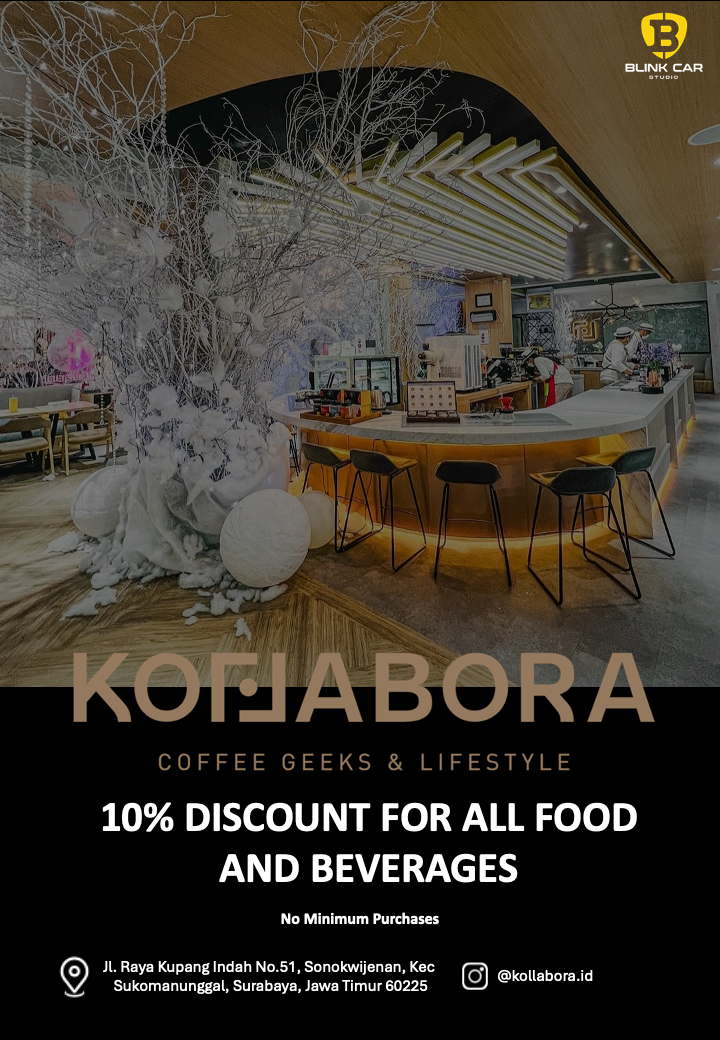 B
BLINK CAR
STUDIO
KOLLABORA
COFFEE GEEKS & LIFESTYLE
10% DISCOUNT FOR ALL FOOD
AND BEVERAGES
No Minimum Purchases
Jl. Raya Kupang Indah No.51, Sonokwijenan, Kec
Sukomanunggal, Surabaya, Jawa Timur 60225
@kollabora.id